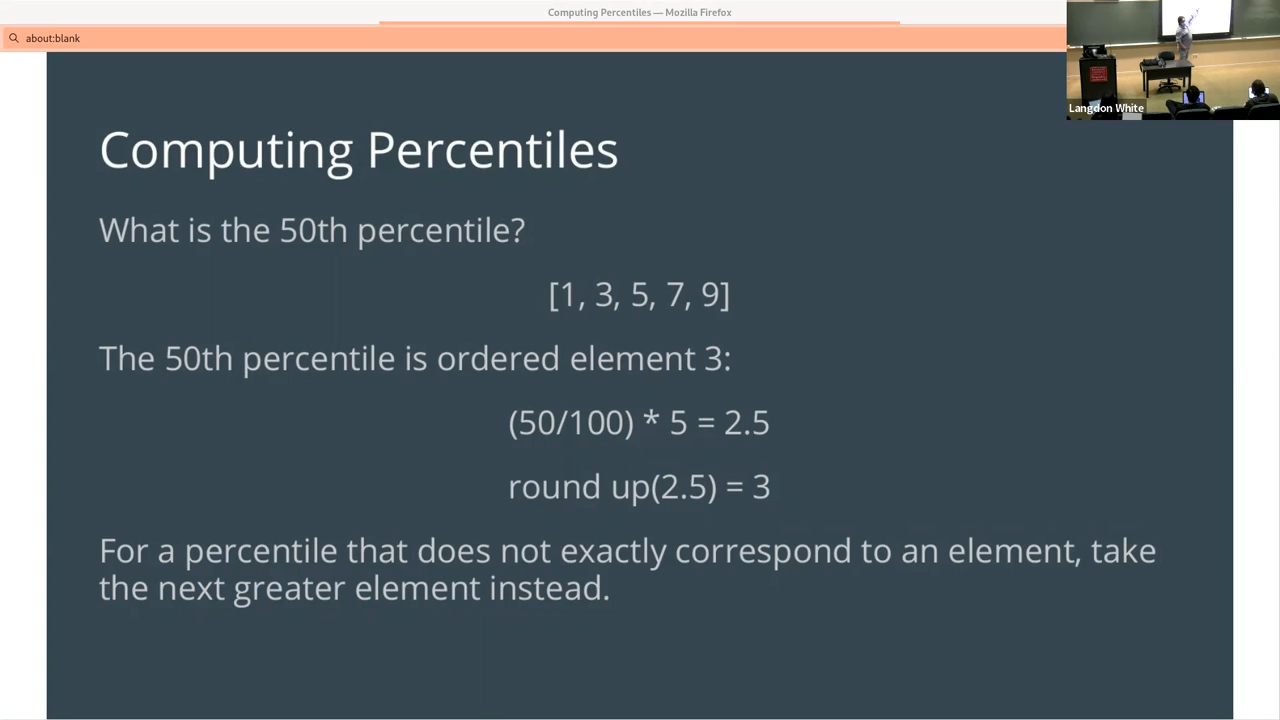 Computing Percentiles — Mozilla Firefox
about:blank
Langdon White
Computing Percentiles
What is the 50th percentile?
[1, 3, 5, 7, 9]
The 50th percentile is ordered element 3:
(50/100) * 5 = 2.5
round up(2.5) = 3
For a percentile that does not exactly correspond to an element, take
the next greater element instead.